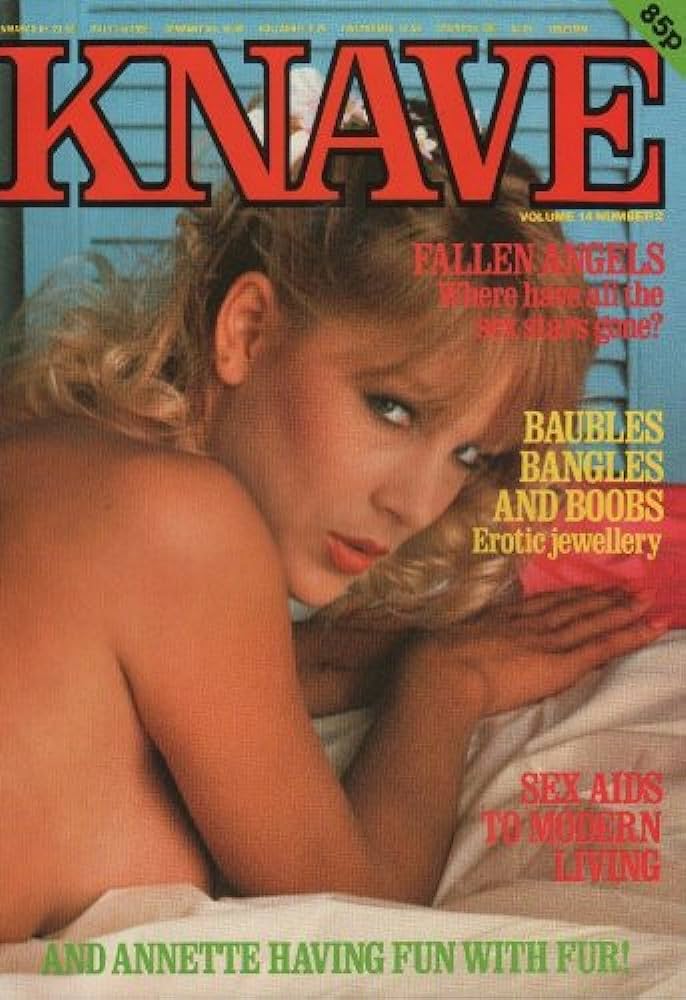 85p
KNAVE
VOLUME 14 NUMBER 2
FALLEN ANGELS
Where have all the
sex stars gone?
BAUBLES
BANGLES
AND BOOBS
Erotic jewellery
SEX AIDS
TO MODERN
LIVING
AND ANNETTE HAVING FUN WITH FUR!